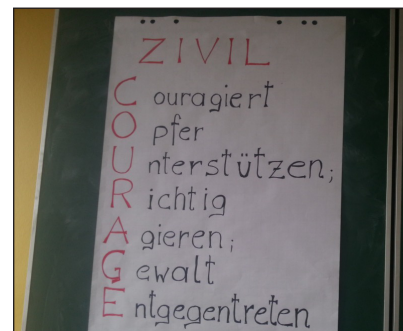 ZIVIL
Couragiert
Opfer
Unterstützen;
Richtig
Agieren;
Gewalt
Entgegentreten